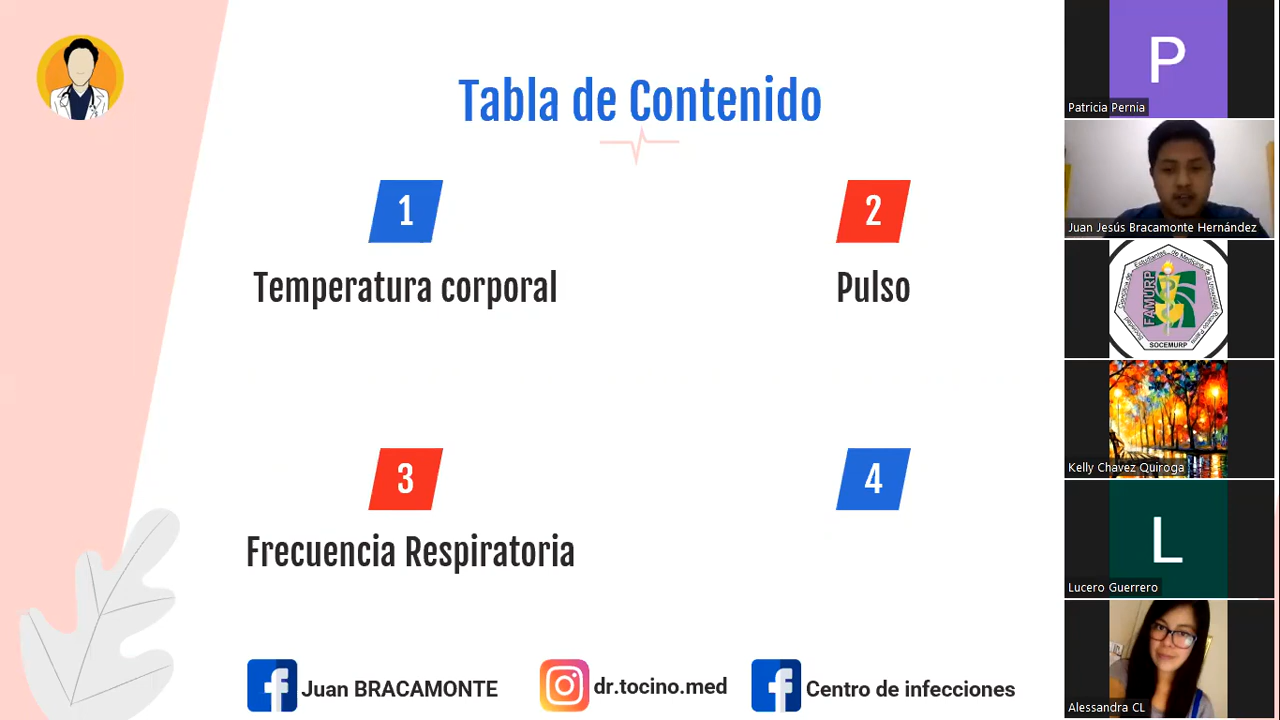 Tabla de Contenido
1
2
Temperatura corporal
Pulso
3
4
Frecuencia Respiratoria
Juan BRACAMONTE
dr.tocino.med
Centro de infecciones
P
Patricia Pernia
Juan Jesús Bracamonte Hernández
FAMURP
SOCEMURP
Kelly Chavez Quiroga
L
Lucero Guerrero
Alessandra CL